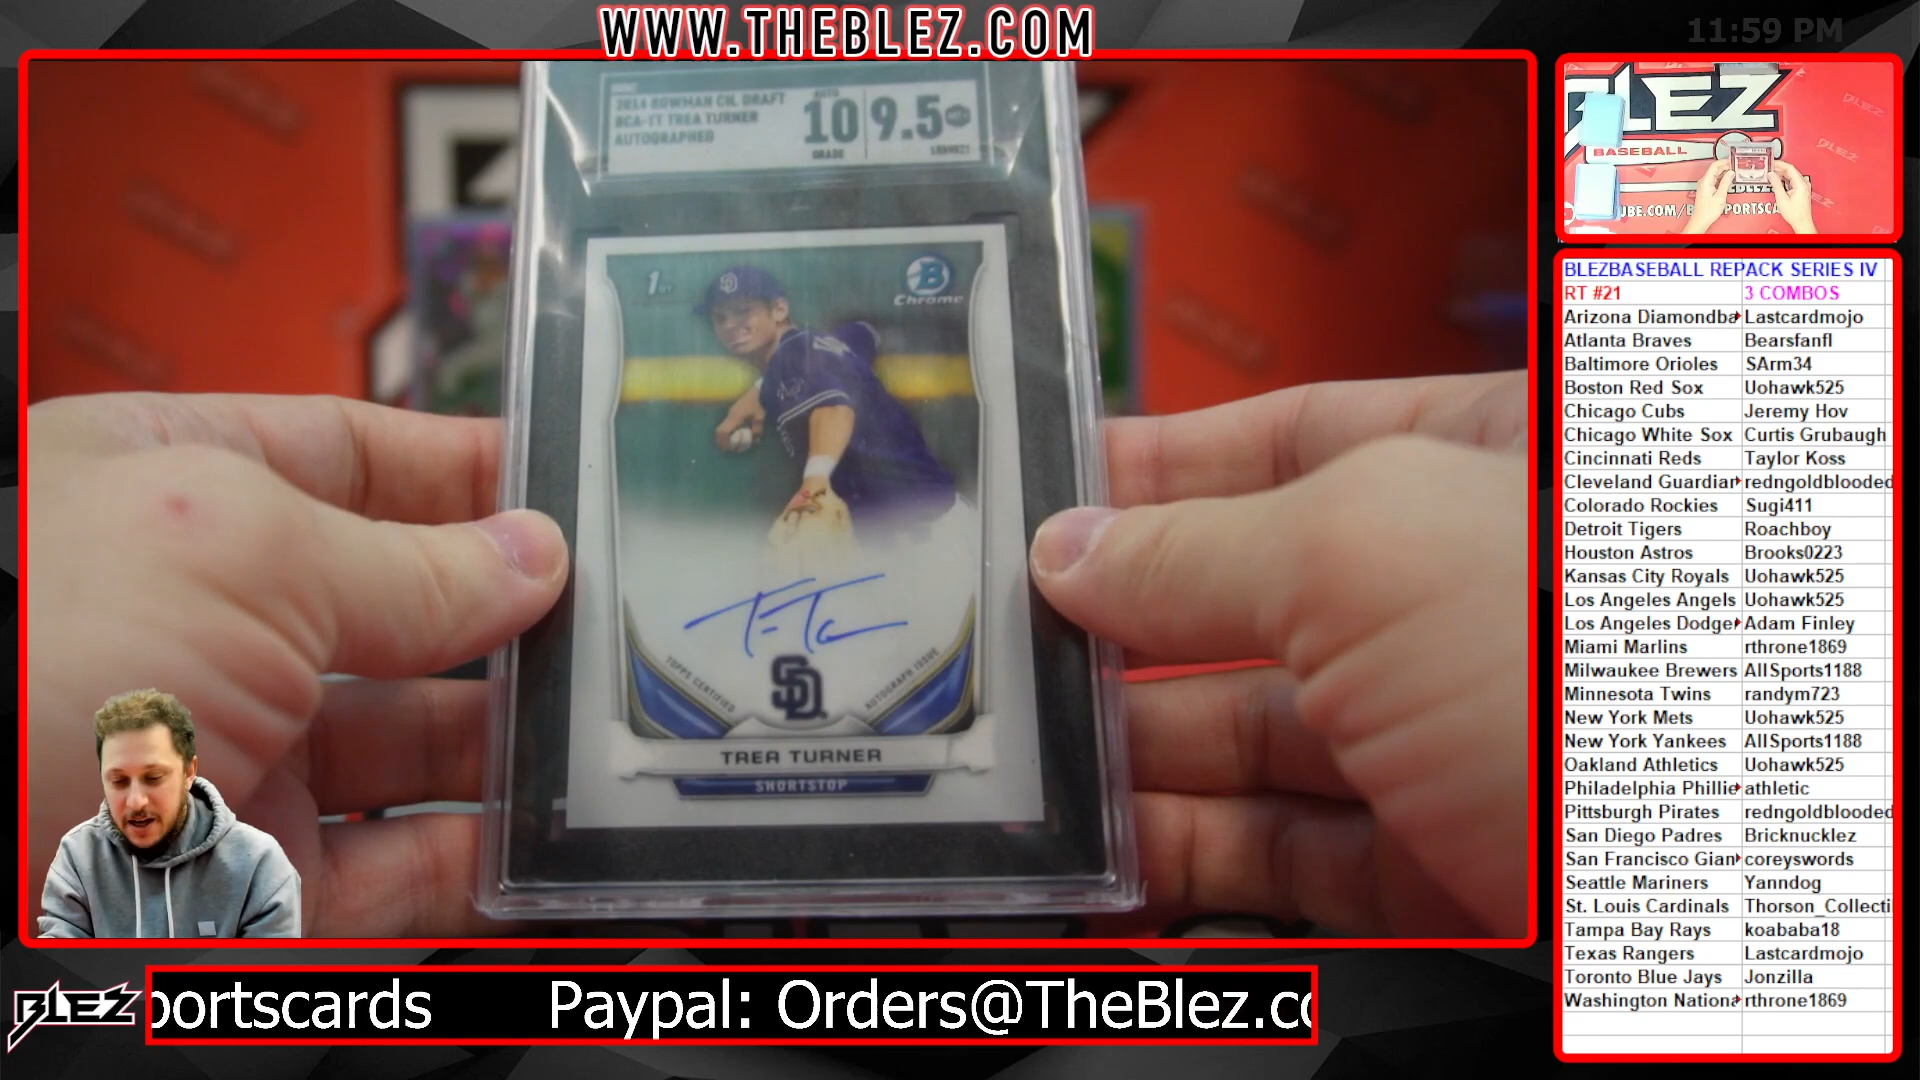 WWW.THEBLEZ.COM
11:59 PM
2014 BOWMAN CH. DRAFT
BCA-TT TREA TURNER
AUTOGRAPHED
AUTO
10
GRADE
9.5
1ST
B
Chrome
TOPPS CERTIFIED
AUTOGRAPH ISSUE
SD
TREA TURNER
SHORTSTOP
BLEZ
BASEBALL
BLEZBASEBALL REPACK SERIES IV
RT #21 3 COMBOS
Arizona Diamondba Lastcardmojo
Atlanta Braves Bearsfanfl
Baltimore Orioles SArm34
Boston Red Sox Uohawk525
Chicago Cubs Jeremy Hov
Chicago White Sox Curtis Grubaugh
Cincinnati Reds Taylor Koss
Cleveland Guardian redngoldblooded
Colorado Rockies Sugi411
Detroit Tigers Roachboy
Houston Astros Brooks0223
Kansas City Royals Uohawk525
Los Angeles Angels Uohawk525
Los Angeles Dodge Adam Finley
Miami Marlins rthrone1869
Milwaukee Brewers AllSports1188
Minnesota Twins randym723
New York Mets Uohawk525
New York Yankees AllSports1188
Oakland Athletics Uohawk525
Philadelphia Phillie athletic
Pittsburgh Pirates redngoldblooded
San Diego Padres Bricknucklez
San Francisco Gian coreyswords
Seattle Mariners Yanndog
St. Louis Cardinals Thorson_Collecti
Tampa Bay Rays koababa18
Texas Rangers Lastcardmojo
Toronto Blue Jays Jonzilla
Washington Nationa rthrone1869
BLEZ
portscards Paypal: Orders@TheBlez.co